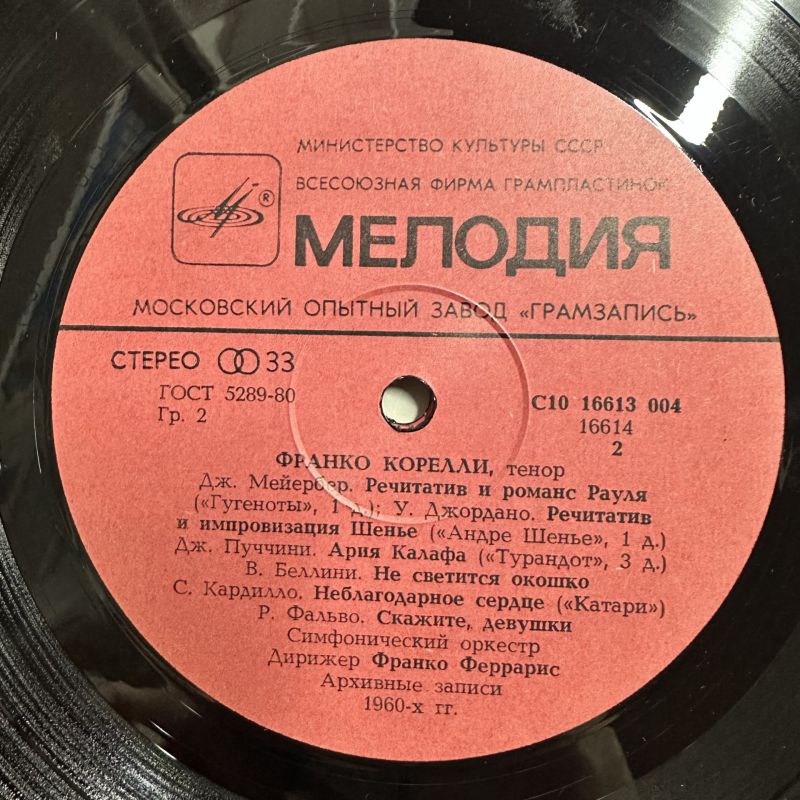 МИНИСТЕРСТВО КУЛЬТУРЫ СССР
ВСЕСОЮЗНАЯ ФИРМА ГРАМПЛАСТИНОК
®
МЕЛОДИЯ
МОСКОВСКИЙ ОПЫТНЫЙ ЗАВОД «ГРАМЗАПИСЬ»
СТЕРЕО 33
ГОСТ 5289-80
Гр. 2
С10 16613 004
16614
2
ФРАНКО КОРЕЛЛИ, тенор
Дж. Мейербер. Речитатив и романс Рауля
(«Гугеноты», 1 д.); У. Джордано. Речитатив
и импровизация Шенье («Андре Шенье», 1 д.)
Дж. Пуччини. Ария Калафа («Турандот», 3 д.)
В. Беллини. Не светится окошко
С. Кардилло. Неблагодарное сердце («Катари»)
Р. Фальво. Скажите, девушки
Симфонический оркестр
Дирижер Франко Феррарис
Архивные записи
1960-х гг.